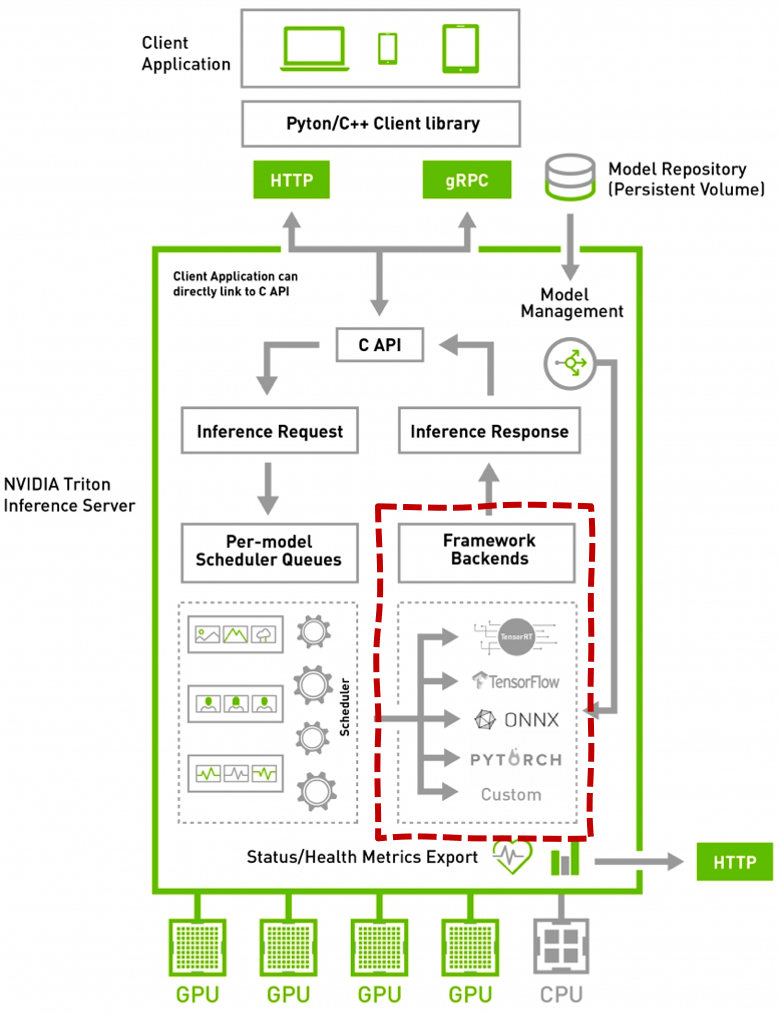 Client
Application
Pyton/C++ Client library
HTTP
gRPC
Model Repository
(Persistent Volume)
Client Application can
directly link to C API
Model
Management
C API
Inference Request
Inference Response
NVIDIA Triton
Inference Server
Per-model
Scheduler Queues
Framework
Backends
Scheduler
TensorRT
TensorFlow
ONNX
PYTORCH
Custom
Status/Health Metrics Export
HTTP
GPU
GPU
GPU
GPU
CPU